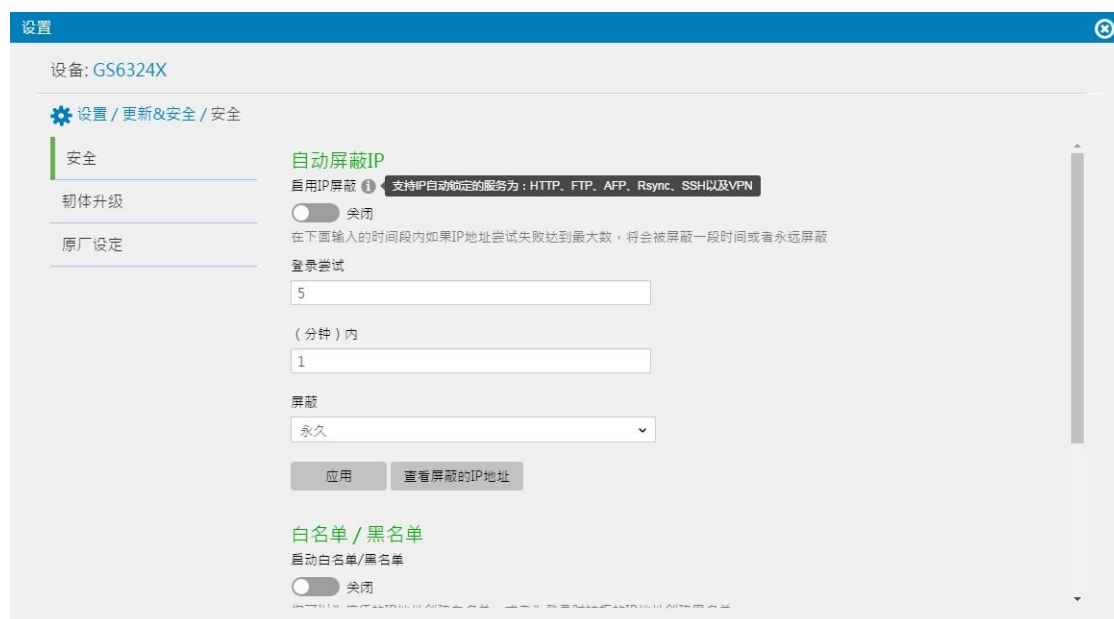 设置
设备: GS6324X
设置 / 更新&安全 / 安全
安全
韧体升级
原厂设定
自动屏蔽IP
启用IP屏蔽
支持IP自动锁定的服务为：HTTP、FTP、AFP、Rsync、SSH以及VPN
关闭
在下面输入的时间段内如果IP地址尝试失败达到最大数，将会被屏蔽一段时间或者永远屏蔽
登录尝试
5
（分钟）内
1
屏蔽
永久
应用
查看屏蔽的IP地址
白名单 / 黑名单
启动白名单/黑名单
关闭